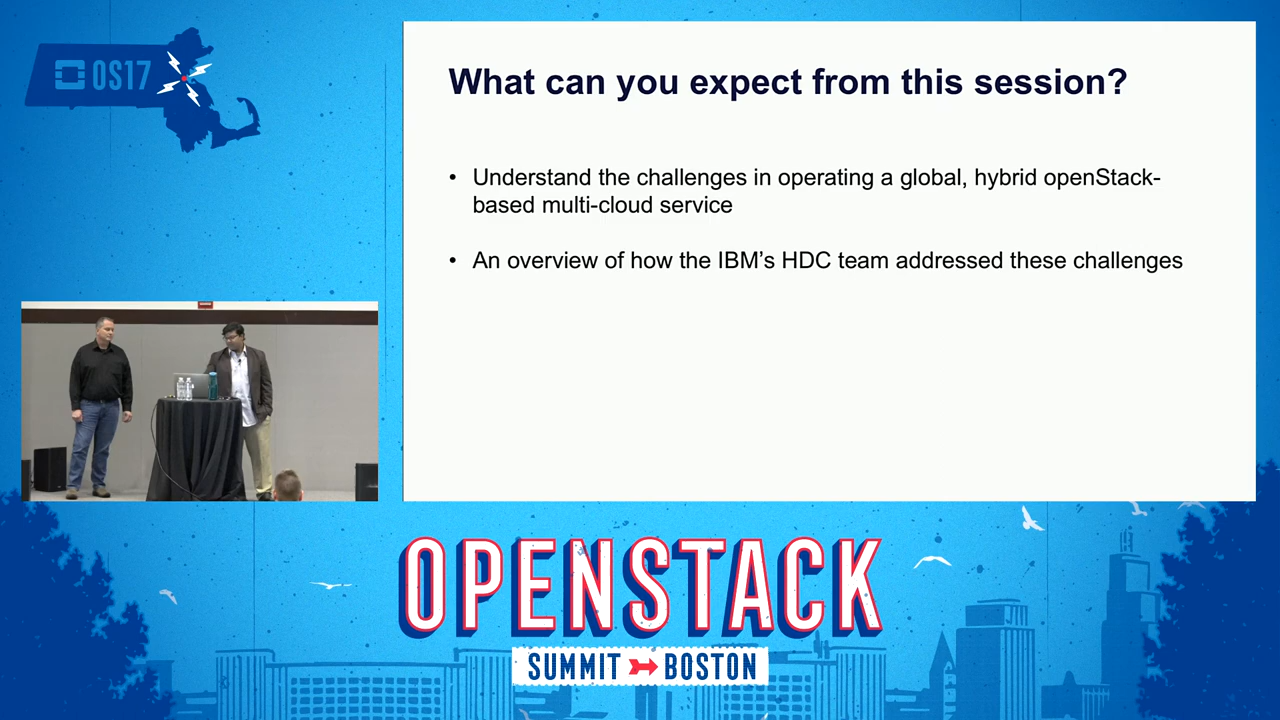 OS17
What can you expect from this session?
• Understand the challenges in operating a global, hybrid openStack-
based multi-cloud service
• An overview of how the IBM's HDC team addressed these challenges
OPENSTACK
SUMMIT BOSTON